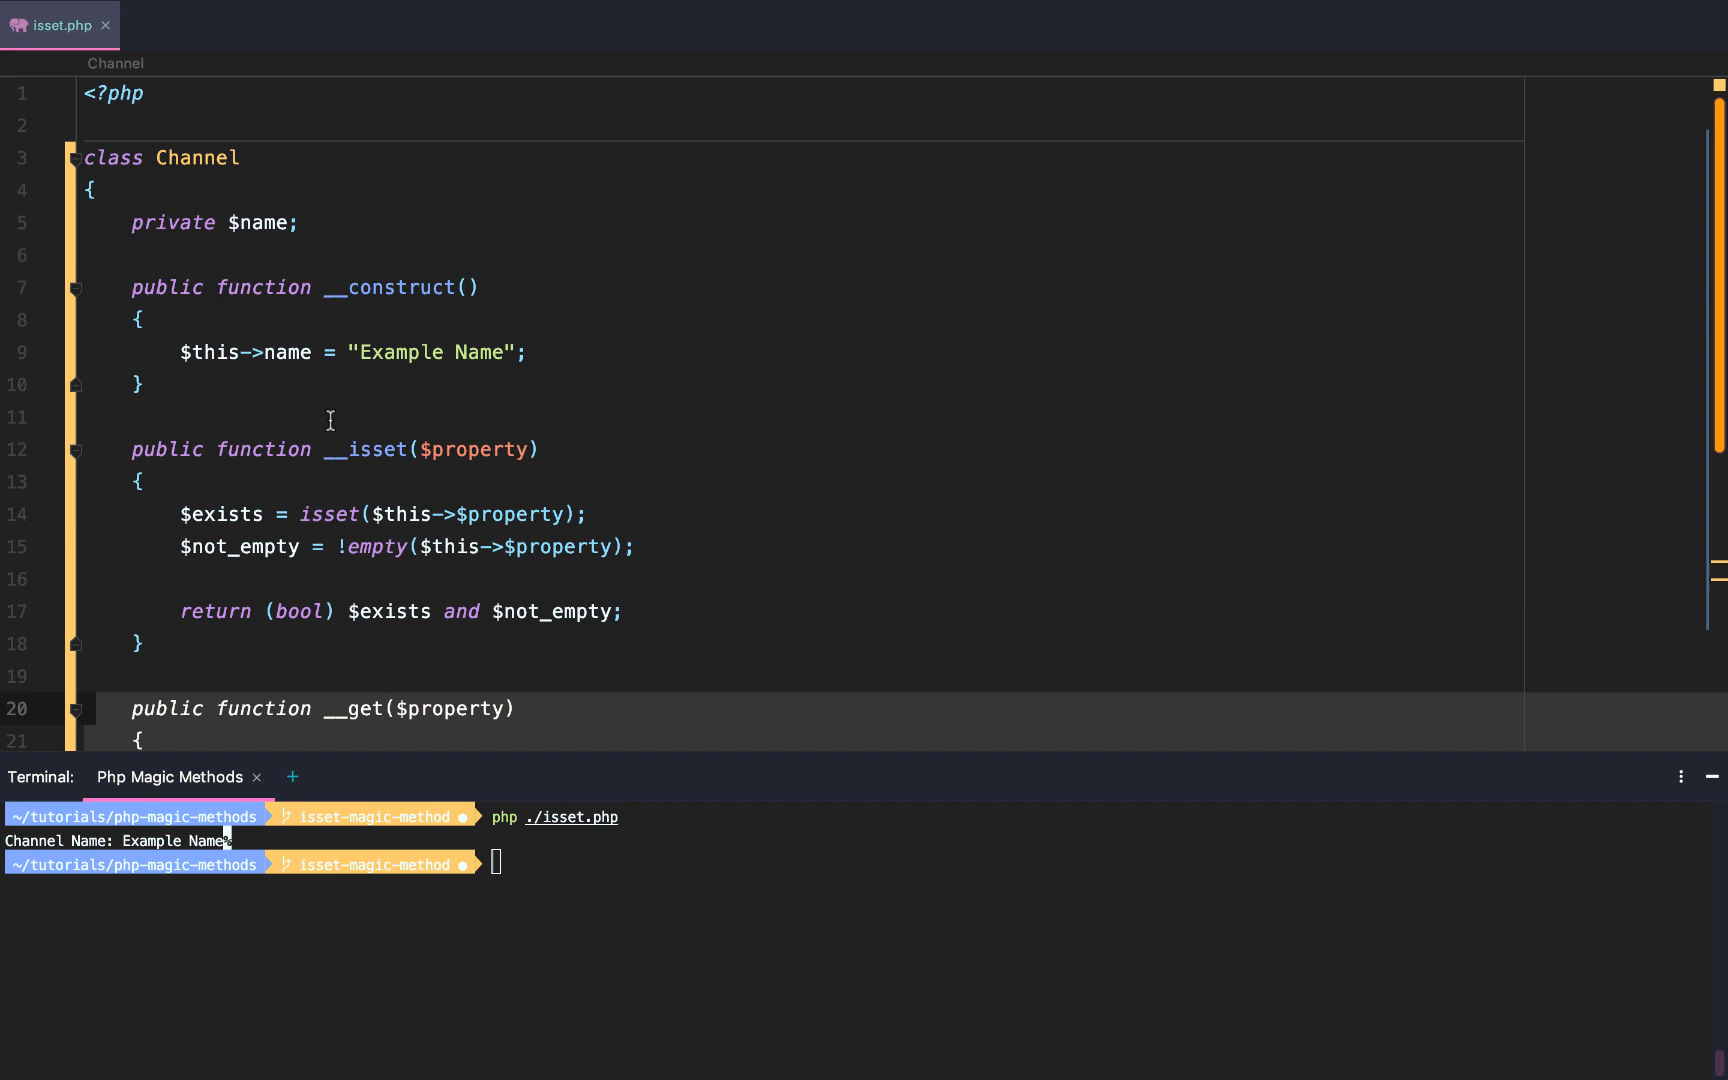 isset.php ×
Channel
1 <?php
2
3 class Channel
4 {
5     private $name;
6
7     public function __construct()
8     {
9         $this->name = "Example Name";
10     }
11
12     public function __isset($property)
13     {
14         $exists = isset($this->$property);
15         $not_empty = !empty($this->$property);
16
17         return (bool) $exists and $not_empty;
18     }
19
20     public function __get($property)
21     {
Terminal: Php Magic Methods × +
~/tutorials/php-magic-methods isset-magic-method ● php ./isset.php
Channel Name: Example Name%
~/tutorials/php-magic-methods isset-magic-method ●